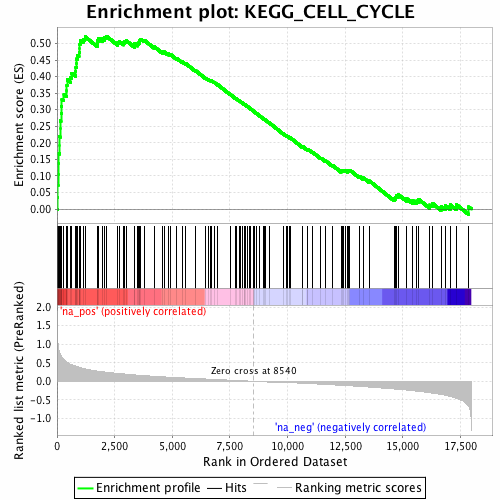 Enrichment plot: KEGG_CELL_CYCLE
Enrichment score (ES)
0.50
0.45
0.40
0.35
0.30
0.25
0.20
0.15
0.10
0.05
0.00
Ranked list metric (PreRanked)
2.0
1.5
1.0
0.5
0.0
-0.5
-1.0
'na_pos' (positively correlated)
Zero cross at 8540
'na_neg' (negatively correlated)
0 2,500 5,000 7,500 10,000 12,500 15,000 17,500
Rank in Ordered Dataset
Enrichment profile Hits Ranking metric scores